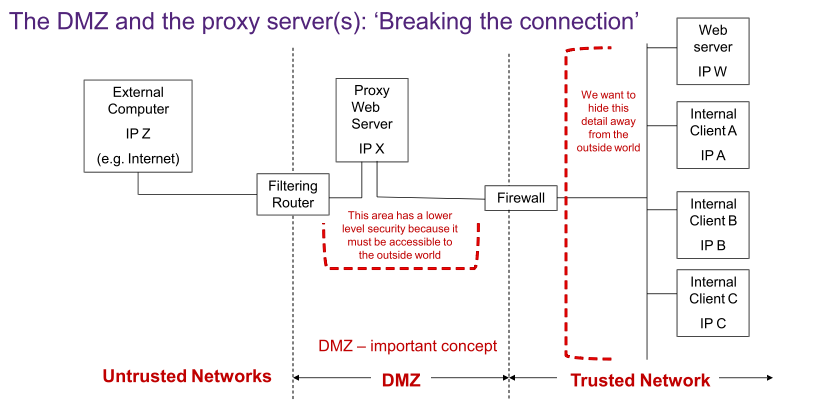 The DMZ and the proxy server(s): ‘Breaking the connection’
External
Computer
IP Z
(e.g. Internet)
Filtering
Router
Proxy
Web
Server
IP X
This area has a lower
level security because it
must be accessible to
the outside world
Firewall
We want to
hide this
detail away
from the
outside world
Web
server
IP W
Internal
Client A
IP A
Internal
Client B
IP B
Internal
Client C
IP C
DMZ – important concept
Untrusted Networks
DMZ
Trusted Network